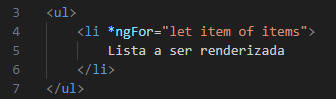 3 <ul>
4 <li *ngFor="let item of items">
5 Lista a ser renderizada
6 </li>
7 </ul>